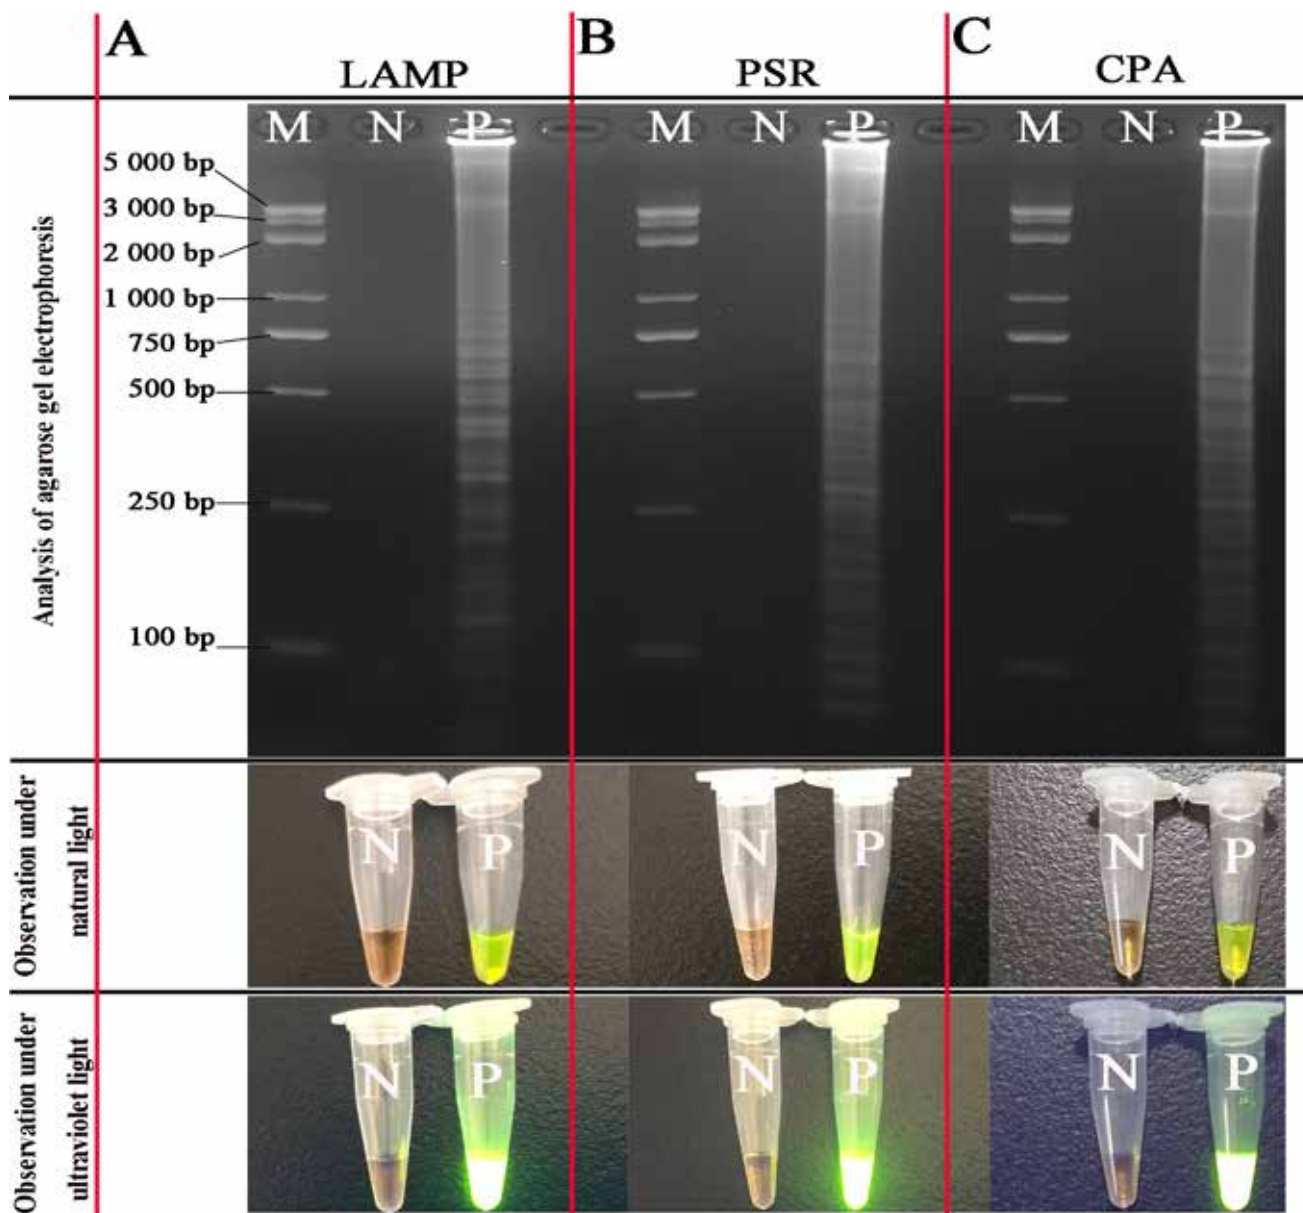 A
B
C
LAMP
PSR
CPA
Analysis of agarose gel electrophoresis
M N P
M N P
M N P
5 000 bp
3 000 bp
2 000 bp
1 000 bp
750 bp
500 bp
250 bp
100 bp
Observation under
natural light
N P
N P
N P
Observation under
ultraviolet light
N P
N P
N P